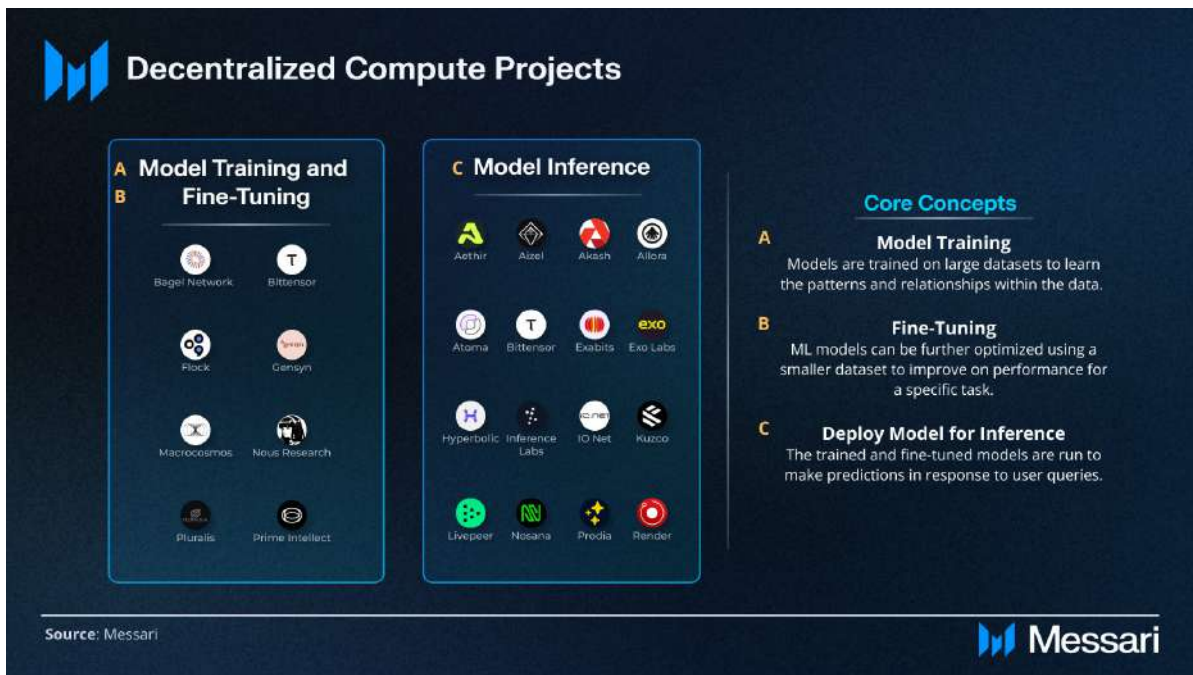 Decentralized Compute Projects
A Model Training and
B Fine-Tuning
Bagel Network Bittensor
Flock Gensyn
Macrocosmos Nous Research
Pluralis Prime Intellect
C Model Inference
Aethir Aizel Akash Allora
Atoma Bittensor Exabits exo Exo Labs
Hyperbolic Inference Labs io.net IO Net Kuzco
Livepeer Nosana Prodia Render
Core Concepts
A Model Training
Models are trained on large datasets to learn
the patterns and relationships within the data.
B Fine-Tuning
ML models can be further optimized using a
smaller dataset to improve on performance for
a specific task.
C Deploy Model for Inference
The trained and fine-tuned models are run to
make predictions in response to user queries.
Source: Messari
Messari